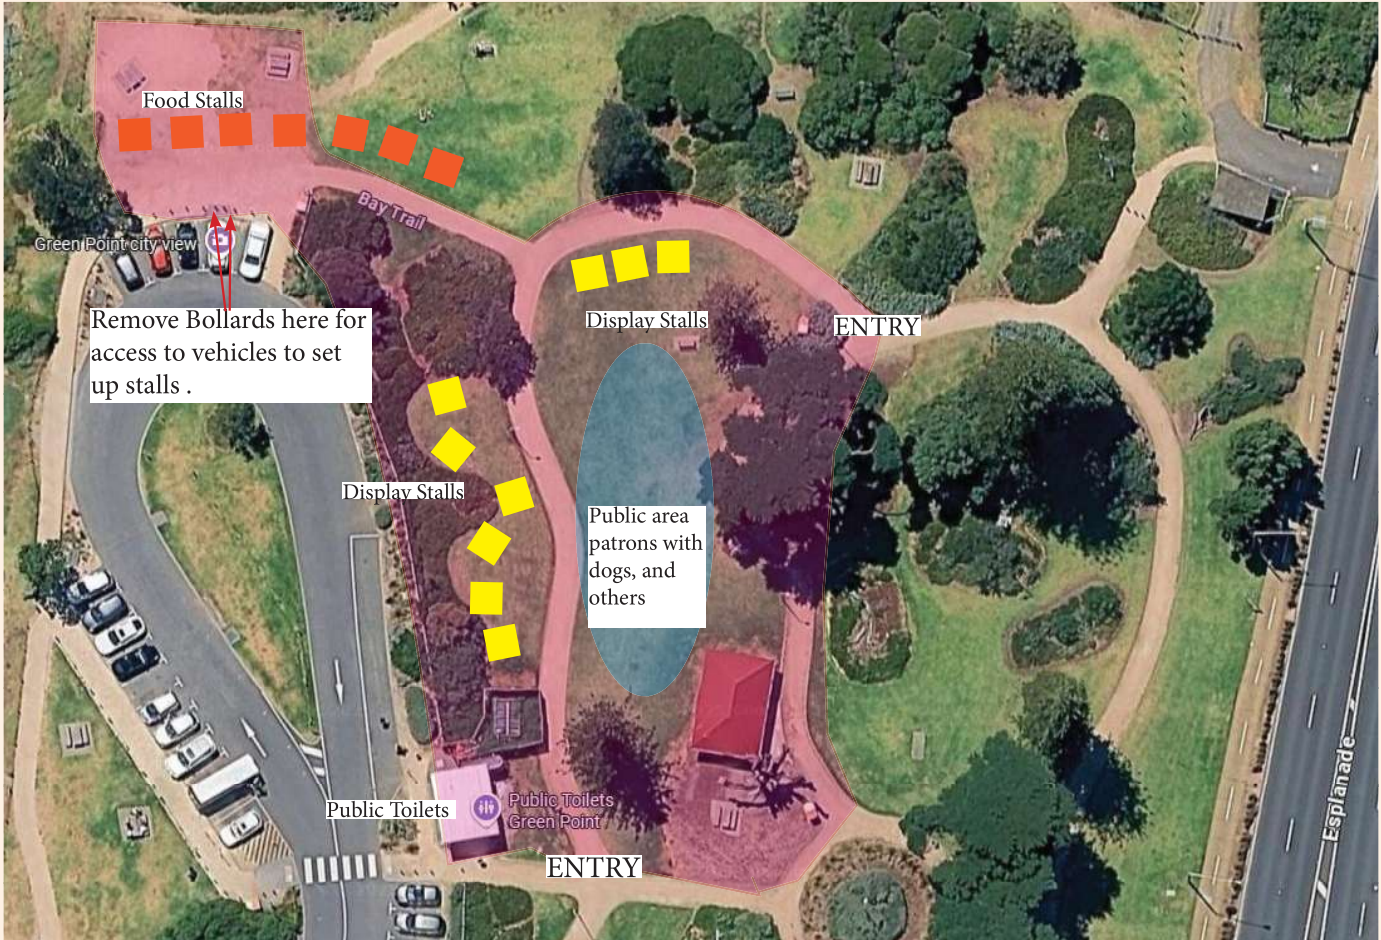 Food Stalls
Bay Trail
Green Point city view
Remove Bollards here for
access to vehicles to set
up stalls .
Display Stalls
ENTRY
Display Stalls
Public area
patrons with
dogs, and
others
Public Toilets
Public Toilets
Green Point
ENTRY
Esplanade